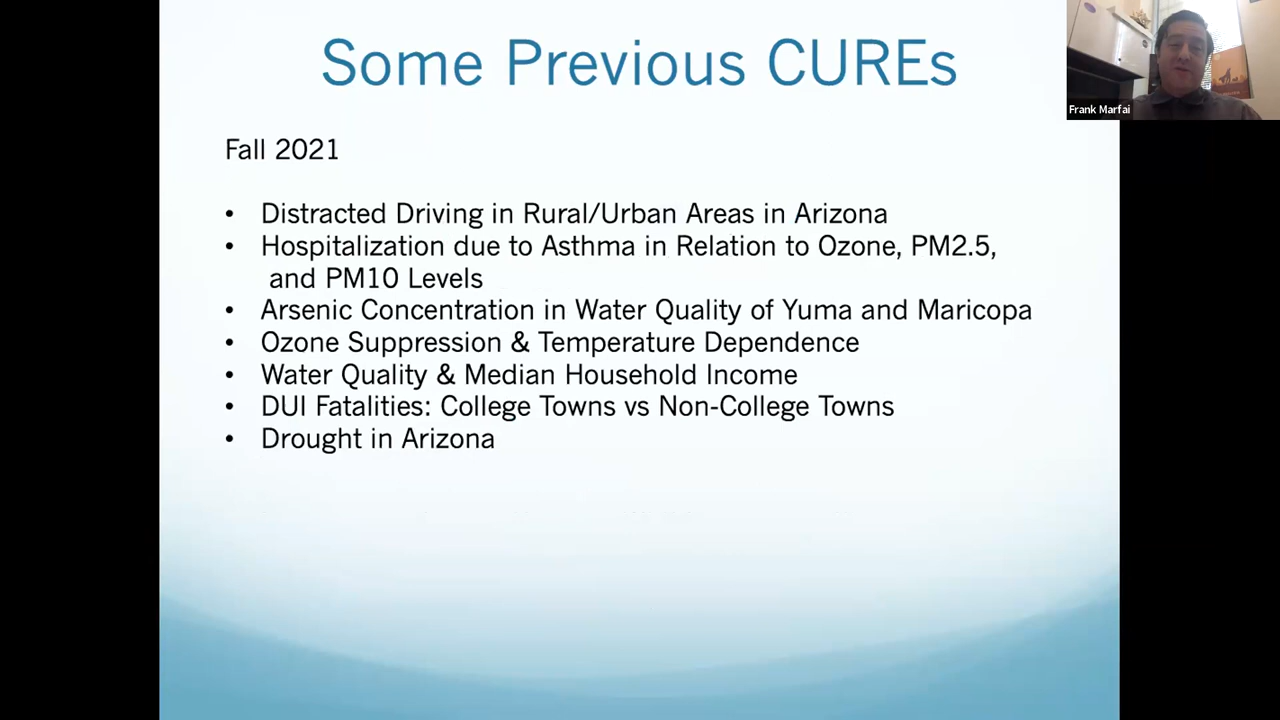 Some Previous CUREs
Frank Marfai
Fall 2021
• Distracted Driving in Rural/Urban Areas in Arizona
• Hospitalization due to Asthma in Relation to Ozone, PM2.5,
and PM10 Levels
• Arsenic Concentration in Water Quality of Yuma and Maricopa
• Ozone Suppression & Temperature Dependence
• Water Quality & Median Household Income
• DUI Fatalities: College Towns vs Non-College Towns
• Drought in Arizona